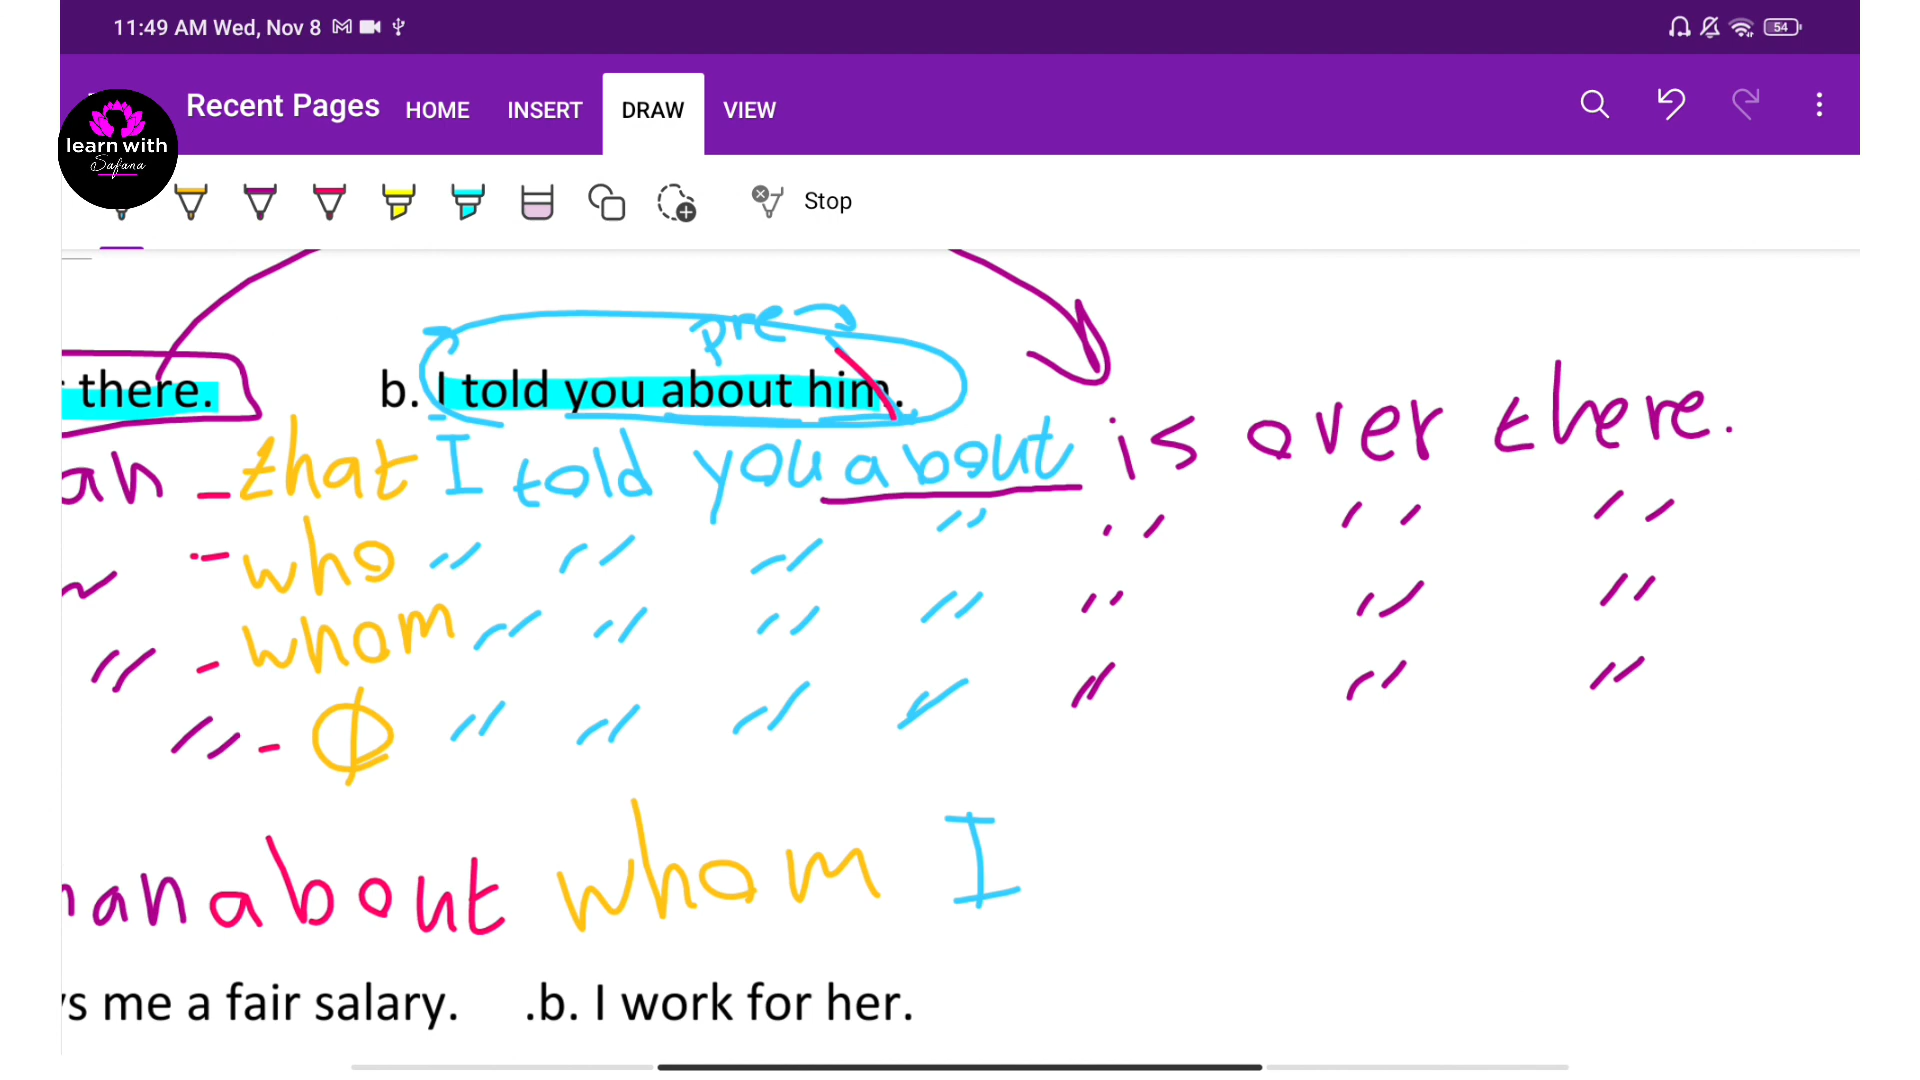 11:49 AM Wed, Nov 8 54
Recent Pages HOME INSERT DRAW VIEW
learn with
Safana
Stop
pre
there. b. I told you about him.
an - that I told you about is over there.
- who " " " " " " "
" - whom " " " " " " "
" - Ø " " " " " " "
man about whom I
s me a fair salary. .b. I work for her.